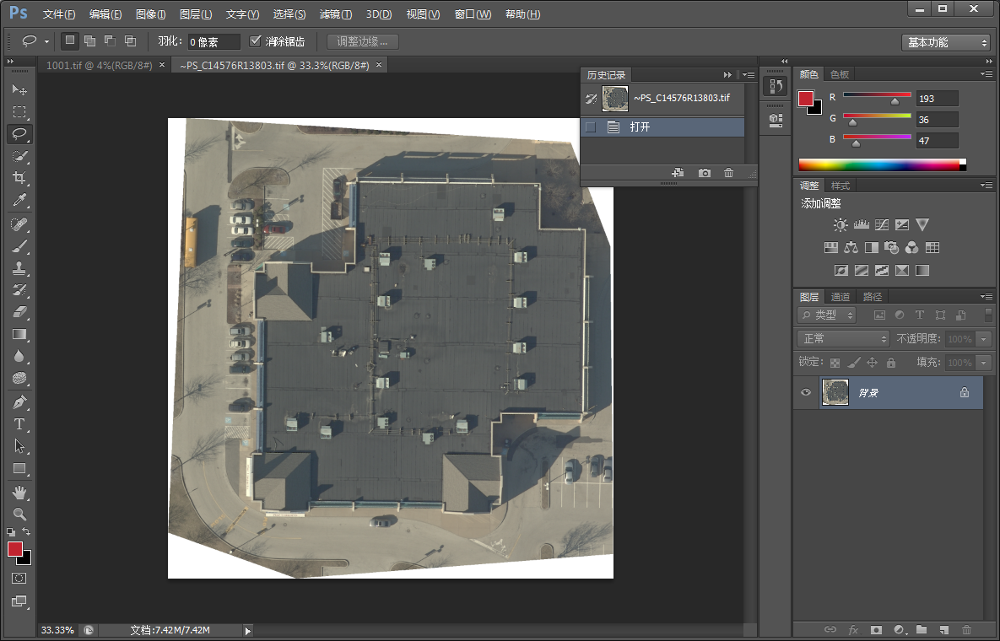 Ps 文件(F) 编辑(E) 图像(I) 图层(L) 文字(Y) 选择(S) 滤镜(T) 3D(D) 视图(V) 窗口(W) 帮助(H)
羽化: 0 像素 消除锯齿 调整边缘... 基本功能
1001.tif @ 4%(RGB/8#) × ~PS_C14576R13803.tif @ 33.3%(RGB/8#) ×
历史记录
~PS_C14576R13803.tif
打开
颜色 色板
R 193
G 36
B 47
调整 样式
添加调整
图层 通道 路径
类型
正常 不透明度: 100%
锁定: 填充: 100%
背景
fx
33.33% 文档:7.42M/7.42M